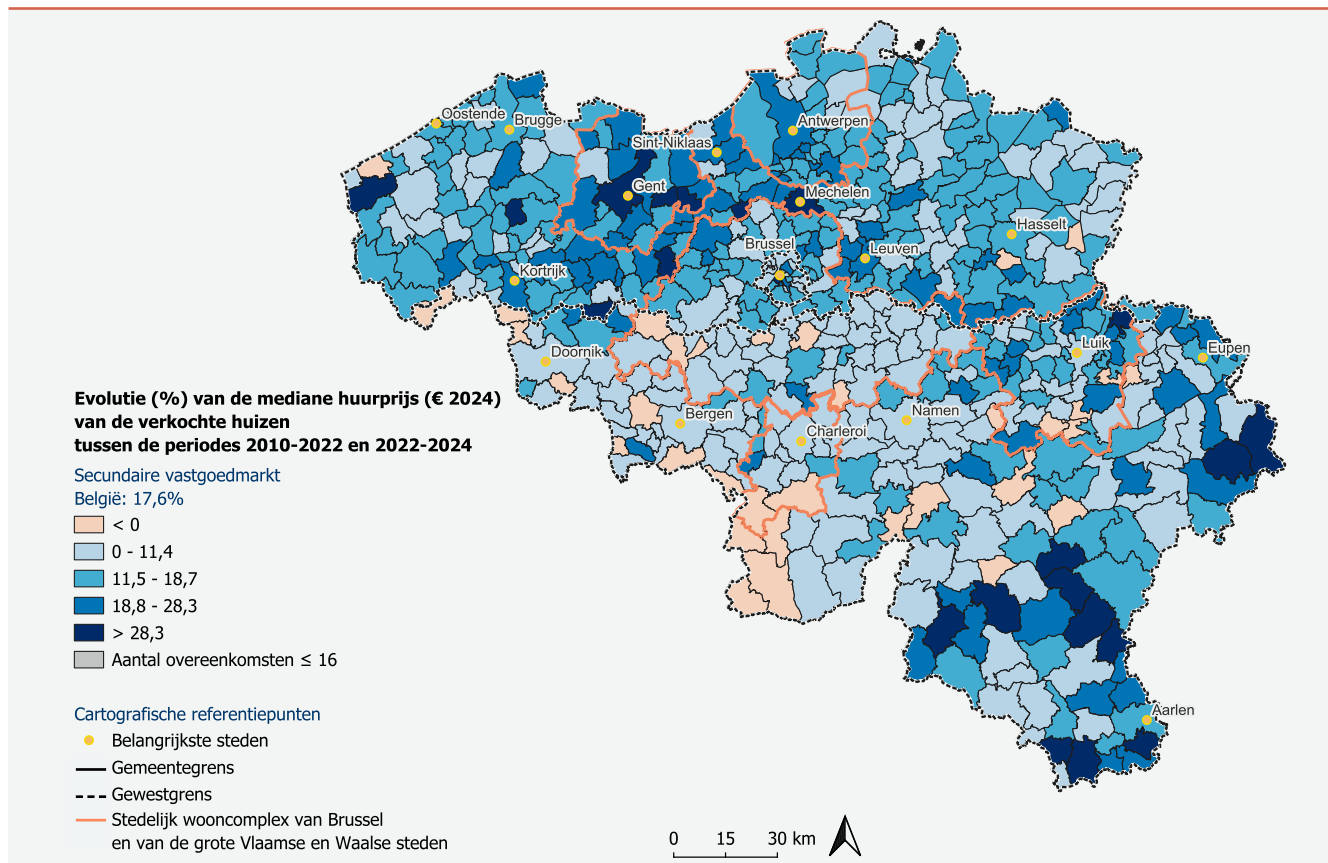 Oostende
Brugge
Antwerpen
Sint-Niklaas
Gent
Mechelen
Hasselt
Brussel
Leuven
Kortrijk
Doornik
Luik
Eupen
Bergen
Namen
Charleroi
Aarlen
Evolutie (%) van de mediane huurprijs (€ 2024)
van de verkochte huizen
tussen de periodes 2010-2022 en 2022-2024
Secundaire vastgoedmarkt
België: 17,6%
< 0
0 - 11,4
11,5 - 18,7
18,8 - 28,3
> 28,3
Aantal overeenkomsten ≤ 16
Cartografische referentiepunten
Belangrijkste steden
Gemeentegrens
Gewestgrens
Stedelijk wooncomplex van Brussel
en van de grote Vlaamse en Waalse steden
0 15 30 km